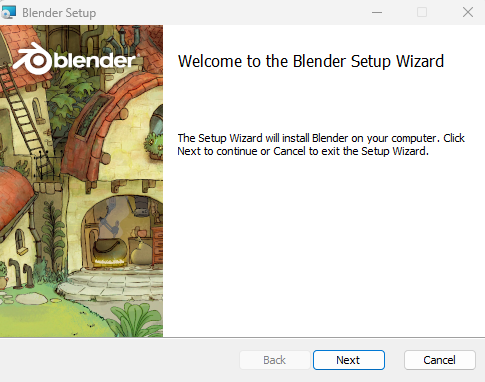 Blender Setup
blender
Welcome to the Blender Setup Wizard
The Setup Wizard will install Blender on your computer. Click
Next to continue or Cancel to exit the Setup Wizard.
Back
Next
Cancel